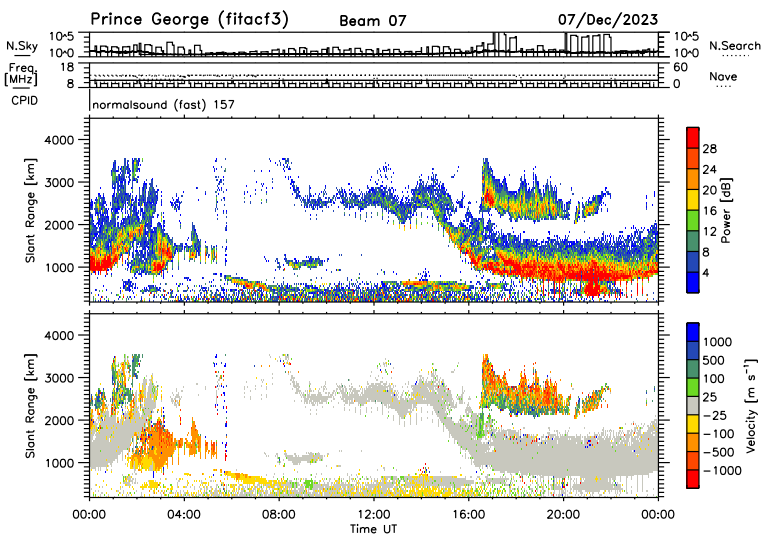 Prince George (fitacf3) Beam 07 07/Dec/2023
N.Sky 10^5 10^0 10^5 10^0 N.Search
Freq. [MHz] 18 8 60 0 Nave
CPID normalsound (fast) 157
Slant Range [km] 4000 3000 2000 1000
Power [dB] 28 24 20 16 12 8 4
Slant Range [km] 4000 3000 2000 1000
Velocity [m s⁻¹] 1000 500 100 25 −25 −100 −500 −1000
00:00 04:00 08:00 12:00 16:00 20:00 00:00
Time UT